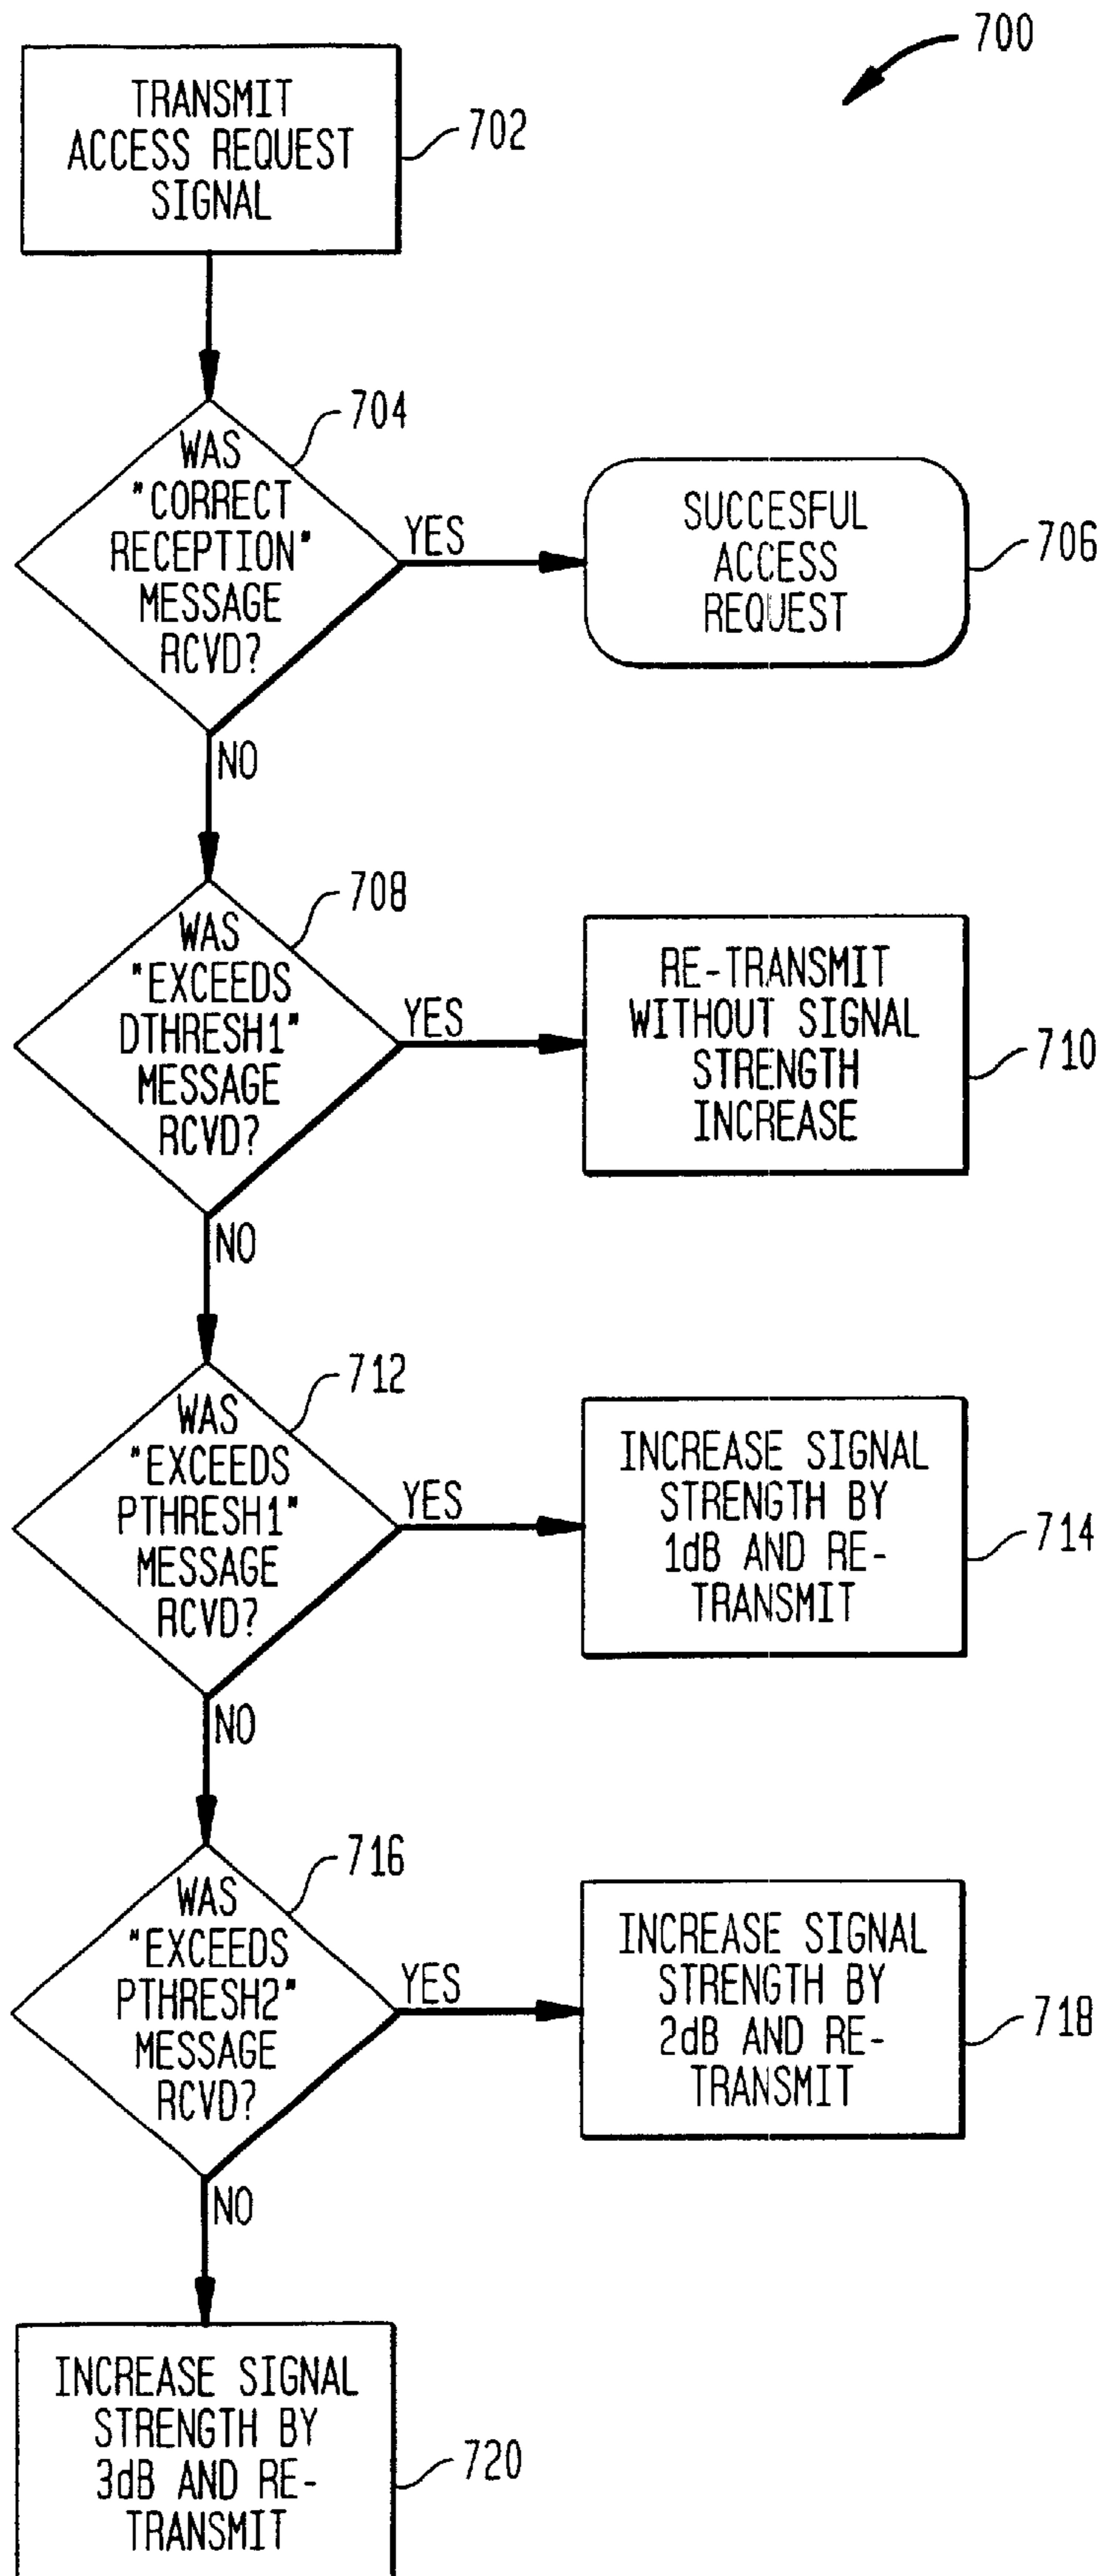 700
TRANSMIT
ACCESS REQUEST
SIGNAL
702
704
WAS
"CORRECT
RECEPTION"
MESSAGE
RCVD?
YES
SUCCESFUL
ACCESS
REQUEST
706
NO
708
WAS
"EXCEEDS
DTHRESH1"
MESSAGE
RCVD?
YES
RE-TRANSMIT
WITHOUT SIGNAL
STRENGTH
INCREASE
710
NO
712
WAS
"EXCEEDS
PTHRESH1"
MESSAGE
RCVD?
YES
INCREASE SIGNAL
STRENGTH BY
1dB AND RE-
TRANSMIT
714
NO
716
WAS
"EXCEEDS
PTHRESH2"
MESSAGE
RCVD?
YES
INCREASE SIGNAL
STRENGTH BY
2dB AND RE-
TRANSMIT
718
NO
INCREASE SIGNAL
STRENGTH BY
3dB AND RE-
TRANSMIT
720